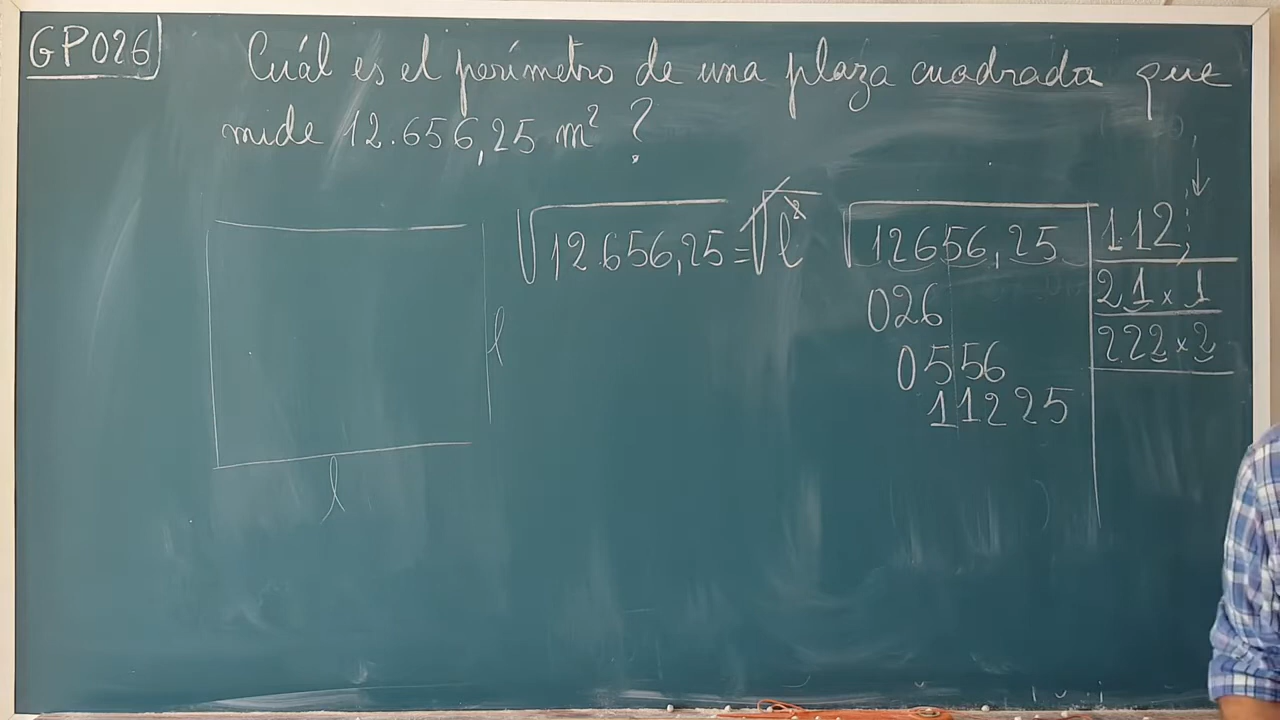 GP026
Cuál es el perímetro de una plaza cuadrada que
mide 12.656,25 m² ?
√12.656,25 = √l²
√12656,25 112,
026 21 x 1
0556 222 x 2
11225
l
l